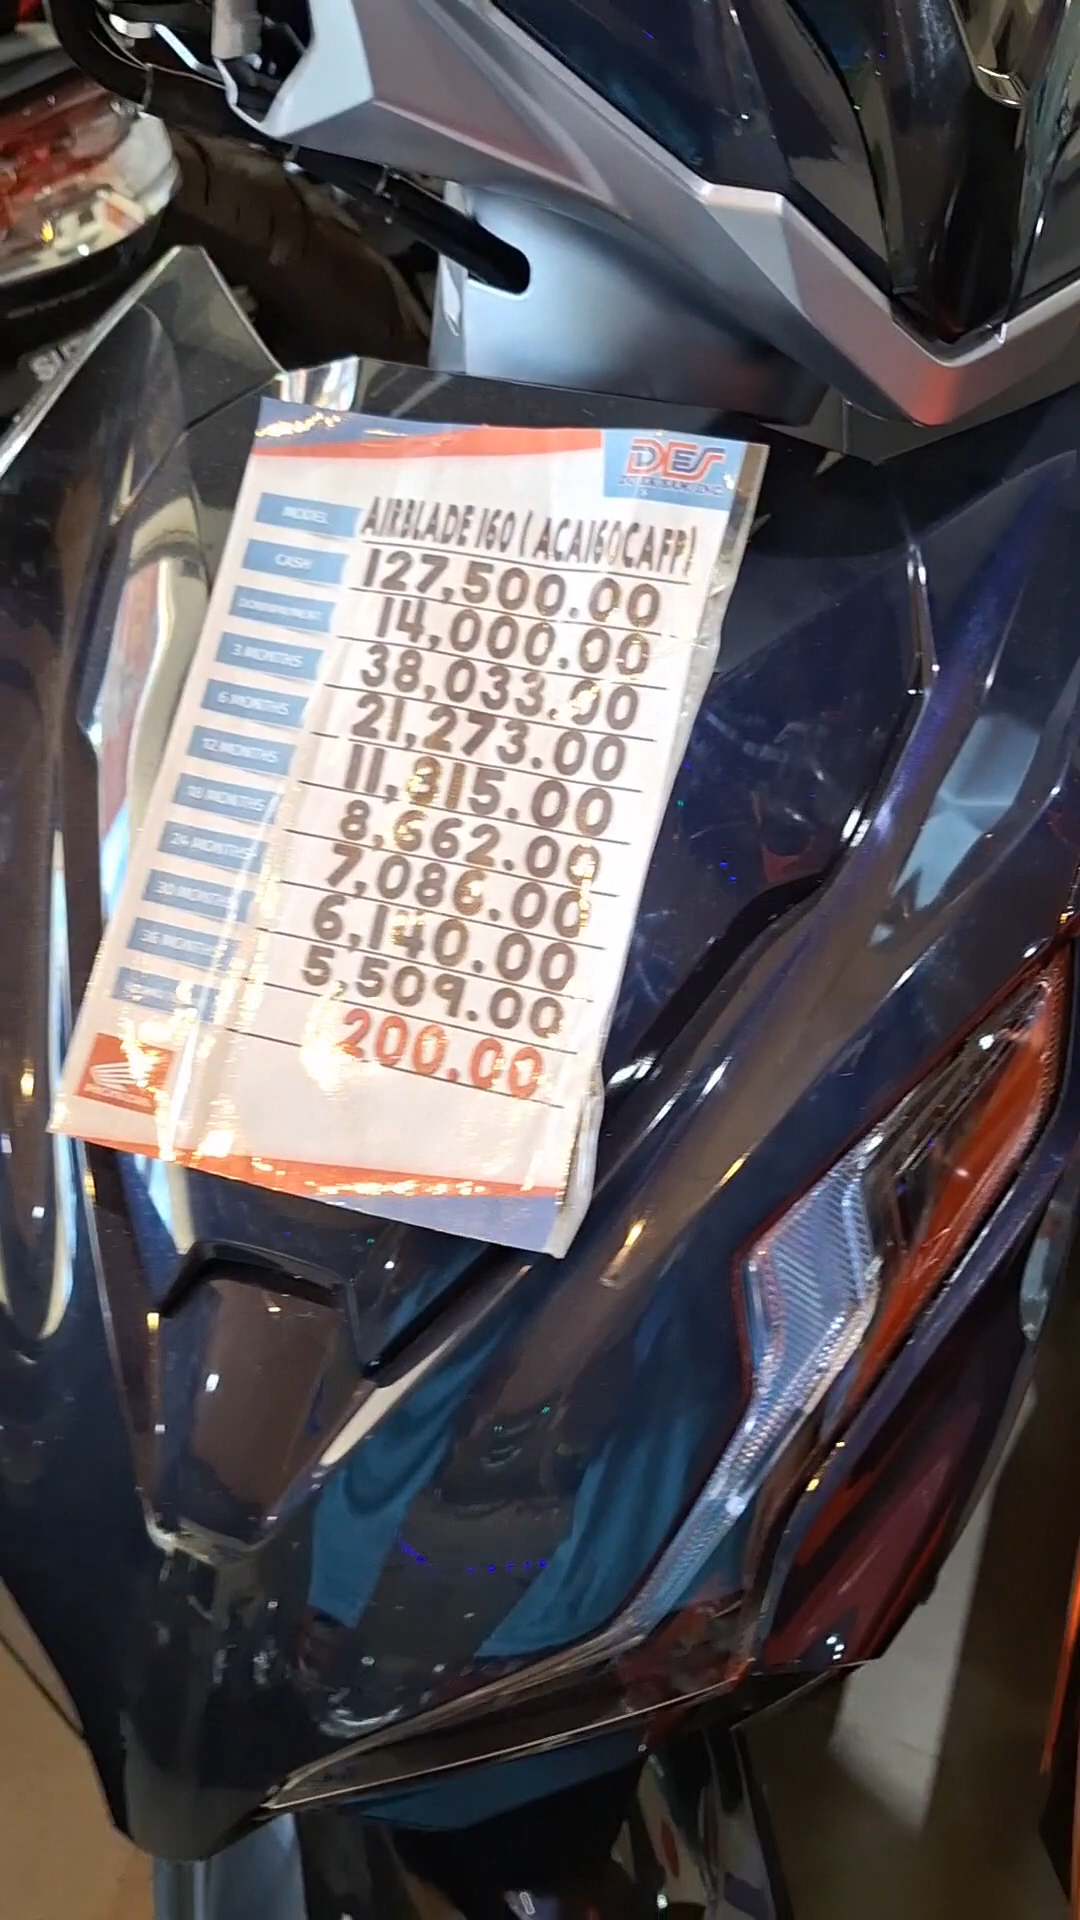 DES
MODEL AIRBLADE 160 ( ACA160CAFP)
CASH 127,500.00
DOWNPAYMENT 14,000.00
3 MONTHS 38,033.00
6 MONTHS 21,273.00
12 MONTHS 11,815.00
18 MONTHS 8,662.00
24 MONTHS 7,086.00
30 MONTHS 6,140.00
36 MONTHS 5,509.00
200.00
HONDA